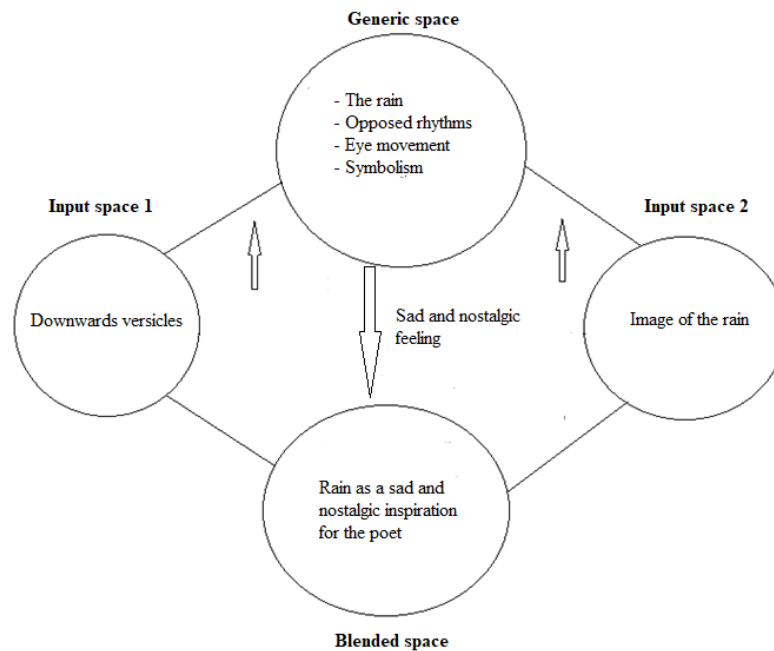 Generic space
- The rain
- Opposed rhythms
- Eye movement
- Symbolism
Input space 1
Input space 2
Downwards versicles
Sad and nostalgic
feeling
Image of the rain
Rain as a sad and
nostalgic inspiration
for the poet
Blended space